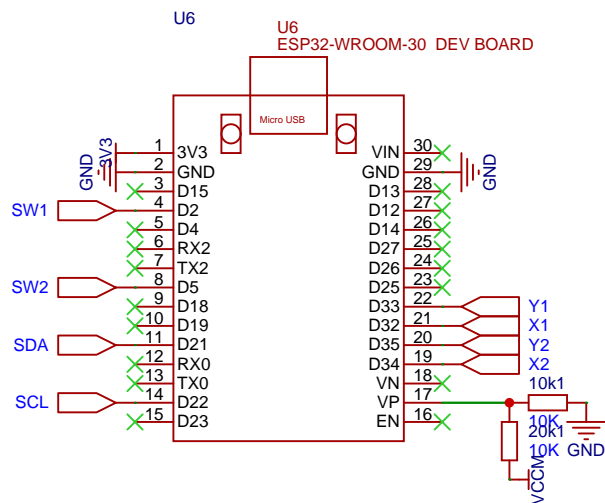 U6
U6
ESP32-WROOM-30 DEV BOARD
Micro USB
GND
3V3
1 3V3
2 GND
3 D15
SW1 4 D2
5 D4
6 RX2
7 TX2
SW2 8 D5
9 D18
10 D19
SDA 11 D21
12 RX0
13 TX0
SCL 14 D22
15 D23
VIN 30
GND 29 GND
D13 28
D12 27
D14 26
D27 25
D26 24
D25 23
D33 22 Y1
D32 21 X1
D35 20 Y2
D34 19 X2
VN 18
VP 17
EN 16
10k1
10K
20k1
10K
GND
VCCM